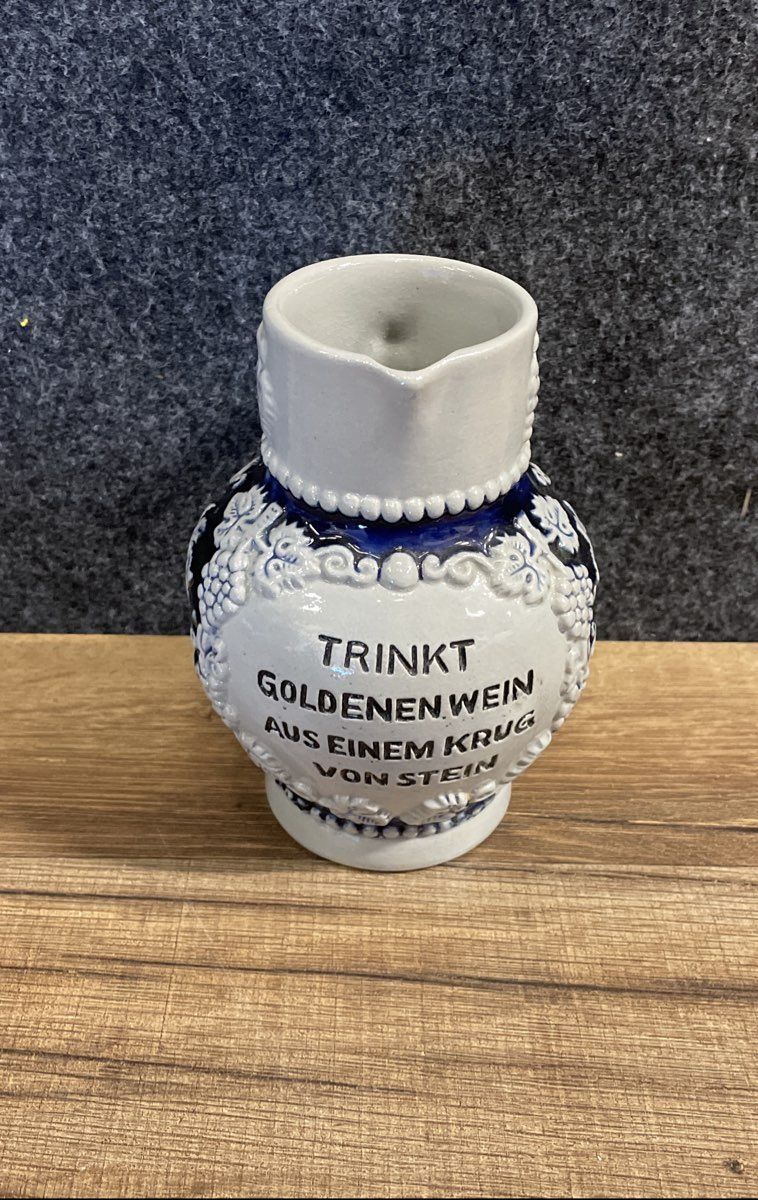 TRINKT
GOLDENEN WEIN
AUS EINEM KRUG
VON STEIN